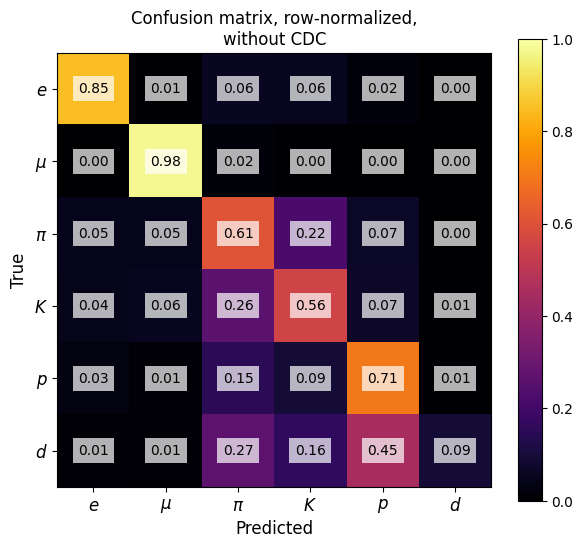 Confusion matrix, row-normalized,
without CDC
True
e 0.85 0.01 0.06 0.06 0.02 0.00
μ 0.00 0.98 0.02 0.00 0.00 0.00
π 0.05 0.05 0.61 0.22 0.07 0.00
K 0.04 0.06 0.26 0.56 0.07 0.01
p 0.03 0.01 0.15 0.09 0.71 0.01
d 0.01 0.01 0.27 0.16 0.45 0.09
e μ π K p d
Predicted
1.0
0.8
0.6
0.4
0.2
0.0